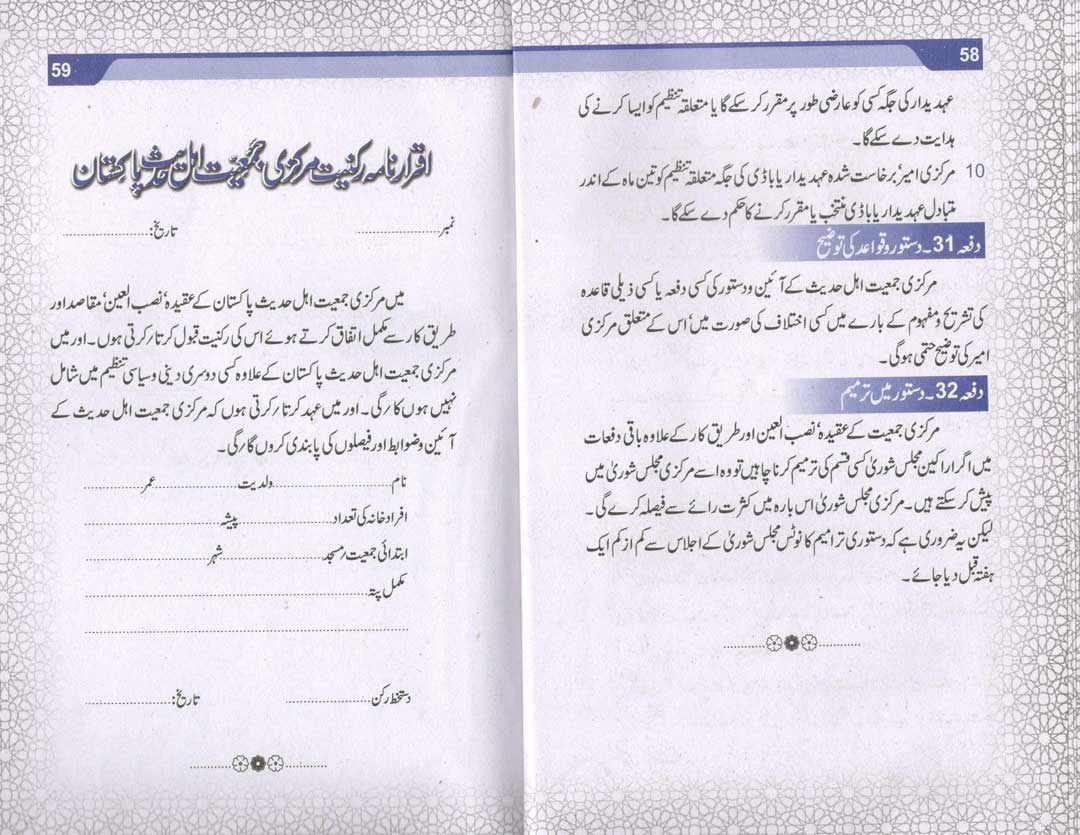 58
عہدیدار کی جگہ کسی کو عارضی طور پر مقرر کر سکے گا یا متعلقہ تنظیم کو ایسا کرنے کی
ہدایت دے سکے گا۔
10 مرکزی امیر' برخاست شدہ عہدیدار یا باڈی کی جگہ متعلقہ تنظیم کو تین ماہ کے اندر
متبادل عہدیدار یا باڈی منتخب یا مقرر کرنے کا حکم دے سکے گا۔
دفعہ 31۔ دستور و قواعد کی توضیح
مرکزی جمعیت اہل حدیث کے آئین و دستور کی کسی دفعہ یا کسی ذیلی قاعدہ
کی تشریح و مفہوم کے بارے میں کسی اختلاف کی صورت میں' اس کے متعلق مرکزی
امیر کی توضیح حتمی ہو گی۔
دفعہ 32۔ دستور میں ترمیم
مرکزی جمعیت کے عقیدہ' نصب العین اور طریق کار کے علاوہ باقی دفعات
میں اگر اراکین مجلس شوریٰ کسی قسم کی ترمیم کرنا چاہیں تو وہ اسے مرکزی مجلس شوریٰ میں
پیش کر سکتے ہیں۔ مرکزی مجلس شوریٰ اس بارہ میں کثرت رائے سے فیصلہ کرے گی۔
لیکن یہ ضروری ہے کہ دستوری ترامیم کا نوٹس مجلس شوریٰ کے اجلاس سے کم از کم ایک
ہفتہ قبل دیا جائے۔
59
اقرار نامہ رکنیت مرکزی جمعیّت اہل حدیث پاکستان
نمبر........................ تاریخ:........................
میں مرکزی جمعیت اہل حدیث پاکستان کے عقیدہ' نصب العین' مقاصد اور
طریق کار سے مکمل اتفاق کرتے ہوئے اس کی رکنیت قبول کرتا؍کرتی ہوں۔ اور میں
مرکزی جمعیت اہل حدیث پاکستان کے علاوہ کسی دوسری دینی و سیاسی تنظیم میں شامل
نہیں ہوں گا؍گی۔ اور میں عہد کرتا؍کرتی ہوں کہ مرکزی جمعیت اہل حدیث کے
آئین و ضوابط اور فیصلوں کی پابندی کروں گا؍گی۔
نام........................ ولدیت........................ عمر................
افراد خانہ کی تعداد........................ پیشہ........................
ابتدائی جمعیت؍مسجد........................ شہر........................
مکمل پتہ................................................
دستخط رکن........................ تاریخ:........................